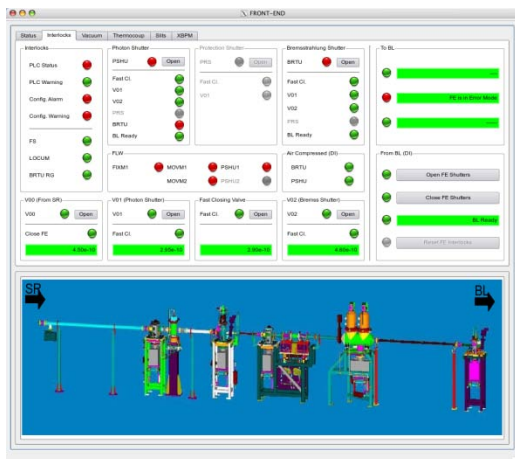 FRONT-END
Status Interlocks Vacuum Thermocoup Slits XBPM
Interlocks
PLC Status
PLC Warning
Config. Alarm
Config. Warning
FS
LOCUM
BRTU RG
Photon Shutter
PSHU Open
Fast Cl.
V01
V02
PRS
BRTU
BL Ready
Protection Shutter
PRS Open
Fast Cl.
V01
Bremsstrahlung Shutter
BRTU Open
Fast Cl.
V01
V02
PRS
BL Ready
To BL
FE is in Error Mode
FLW
FIXM1 MOVM1 PSHU1
MOVM2 PSHU2
Air Compressed (DI)
BRTU
PSHU
From BL (DI)
Open FE Shutters
Close FE Shutters
BL Ready
Reset FE Interlocks
V00 (From SR)
V00 Open
Close FE
V01 (Photon Shutter)
V01 Open
Fast Cl.
Fast Closing Valve
Fast Cl. Open
V02 (Bremss Shutter)
V02 Open
Fast Cl.
SR
BL